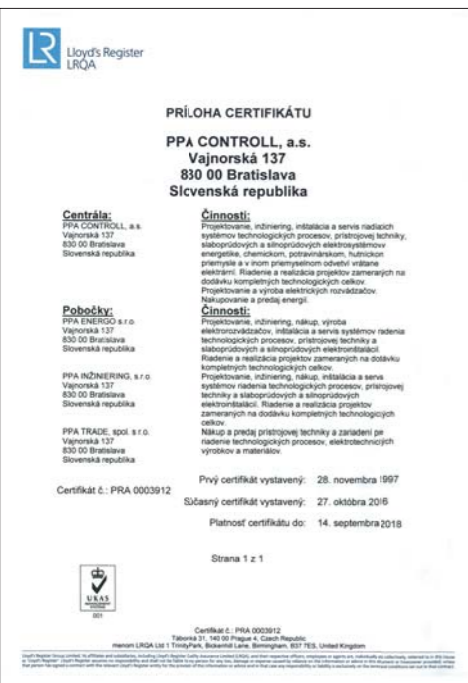 LR
Lloyd's Register
LRQA
PRÍLOHA CERTIFIKÁTU
PPA CONTROLL, a.s.
Vajnorská 137
830 00 Bratislava
Slovenská republika
Centrála:
PPA CONTROLL, a.s.
Vajnorská 137
830 00 Bratislava
Slovenská republika
Činnosti:
Projektovanie, inžiniering, inštalácia a servis riadiacich
systémov technologických procesov, prístrojovej techniky,
slaboprúdových a silnoprúdových elektrosystémov v
energetike, chemickom, potravinárskom, hutníckom
priemysle a v inom priemyselnom odvetví vrátane
elektrární. Riadenie a realizácia projektov zameraných na
dodávku kompletných technologických celkov.
Projektovanie a výroba elektrických rozvádzačov.
Nakupovanie a predaj energií.
Pobočky:
PPA ENERGO s.r.o.
Vajnorská 137
830 00 Bratislava
Slovenská republika
Činnosti:
Projektovanie, inžiniering, nákup, výroba
elektrorozvádzačov, inštalácia a servis systémov riadenia
technologických procesov, prístrojovej techniky a
slaboprúdových a silnoprúdových elektroinštalácií.
Riadenie a realizácia projektov zameraných na dodávku
kompletných technologických celkov.
PPA INŽINIERING, s.r.o.
Vajnorská 137
830 00 Bratislava
Slovenská republika
Projektovanie, inžiniering, nákup, inštalácia a servis
systémov riadenia technologických procesov, prístrojovej
techniky a slaboprúdových a silnoprúdových
elektroinštalácií. Riadenie a realizácia projektov
zameraných na dodávku kompletných technologických
celkov.
PPA TRADE, spol. s r.o.
Vajnorská 137
830 00 Bratislava
Slovenská republika
Nákup a predaj prístrojovej techniky a zariadení pe
riadenie technologických procesov, elektrotechnických
výrobkov a materiálov.
Certifikát č.: PRA 0003912
Prvý certifikát vystavený: 28. novembra 1997
Súčasný certifikát vystavený: 27. októbra 2016
Platnosť certifikátu do: 14. septembra 2018
Strana 1 z 1
UKAS
MANAGEMENT
SYSTEMS
001
Certifikát č.: PRA 0003912
Táborská 31, 140 00 Prague 4, Czech Republic
menom LRQA Ltd 1 TrinityPark, Bickenhill Lane, Birmingham, B37 7ES, United Kingdom